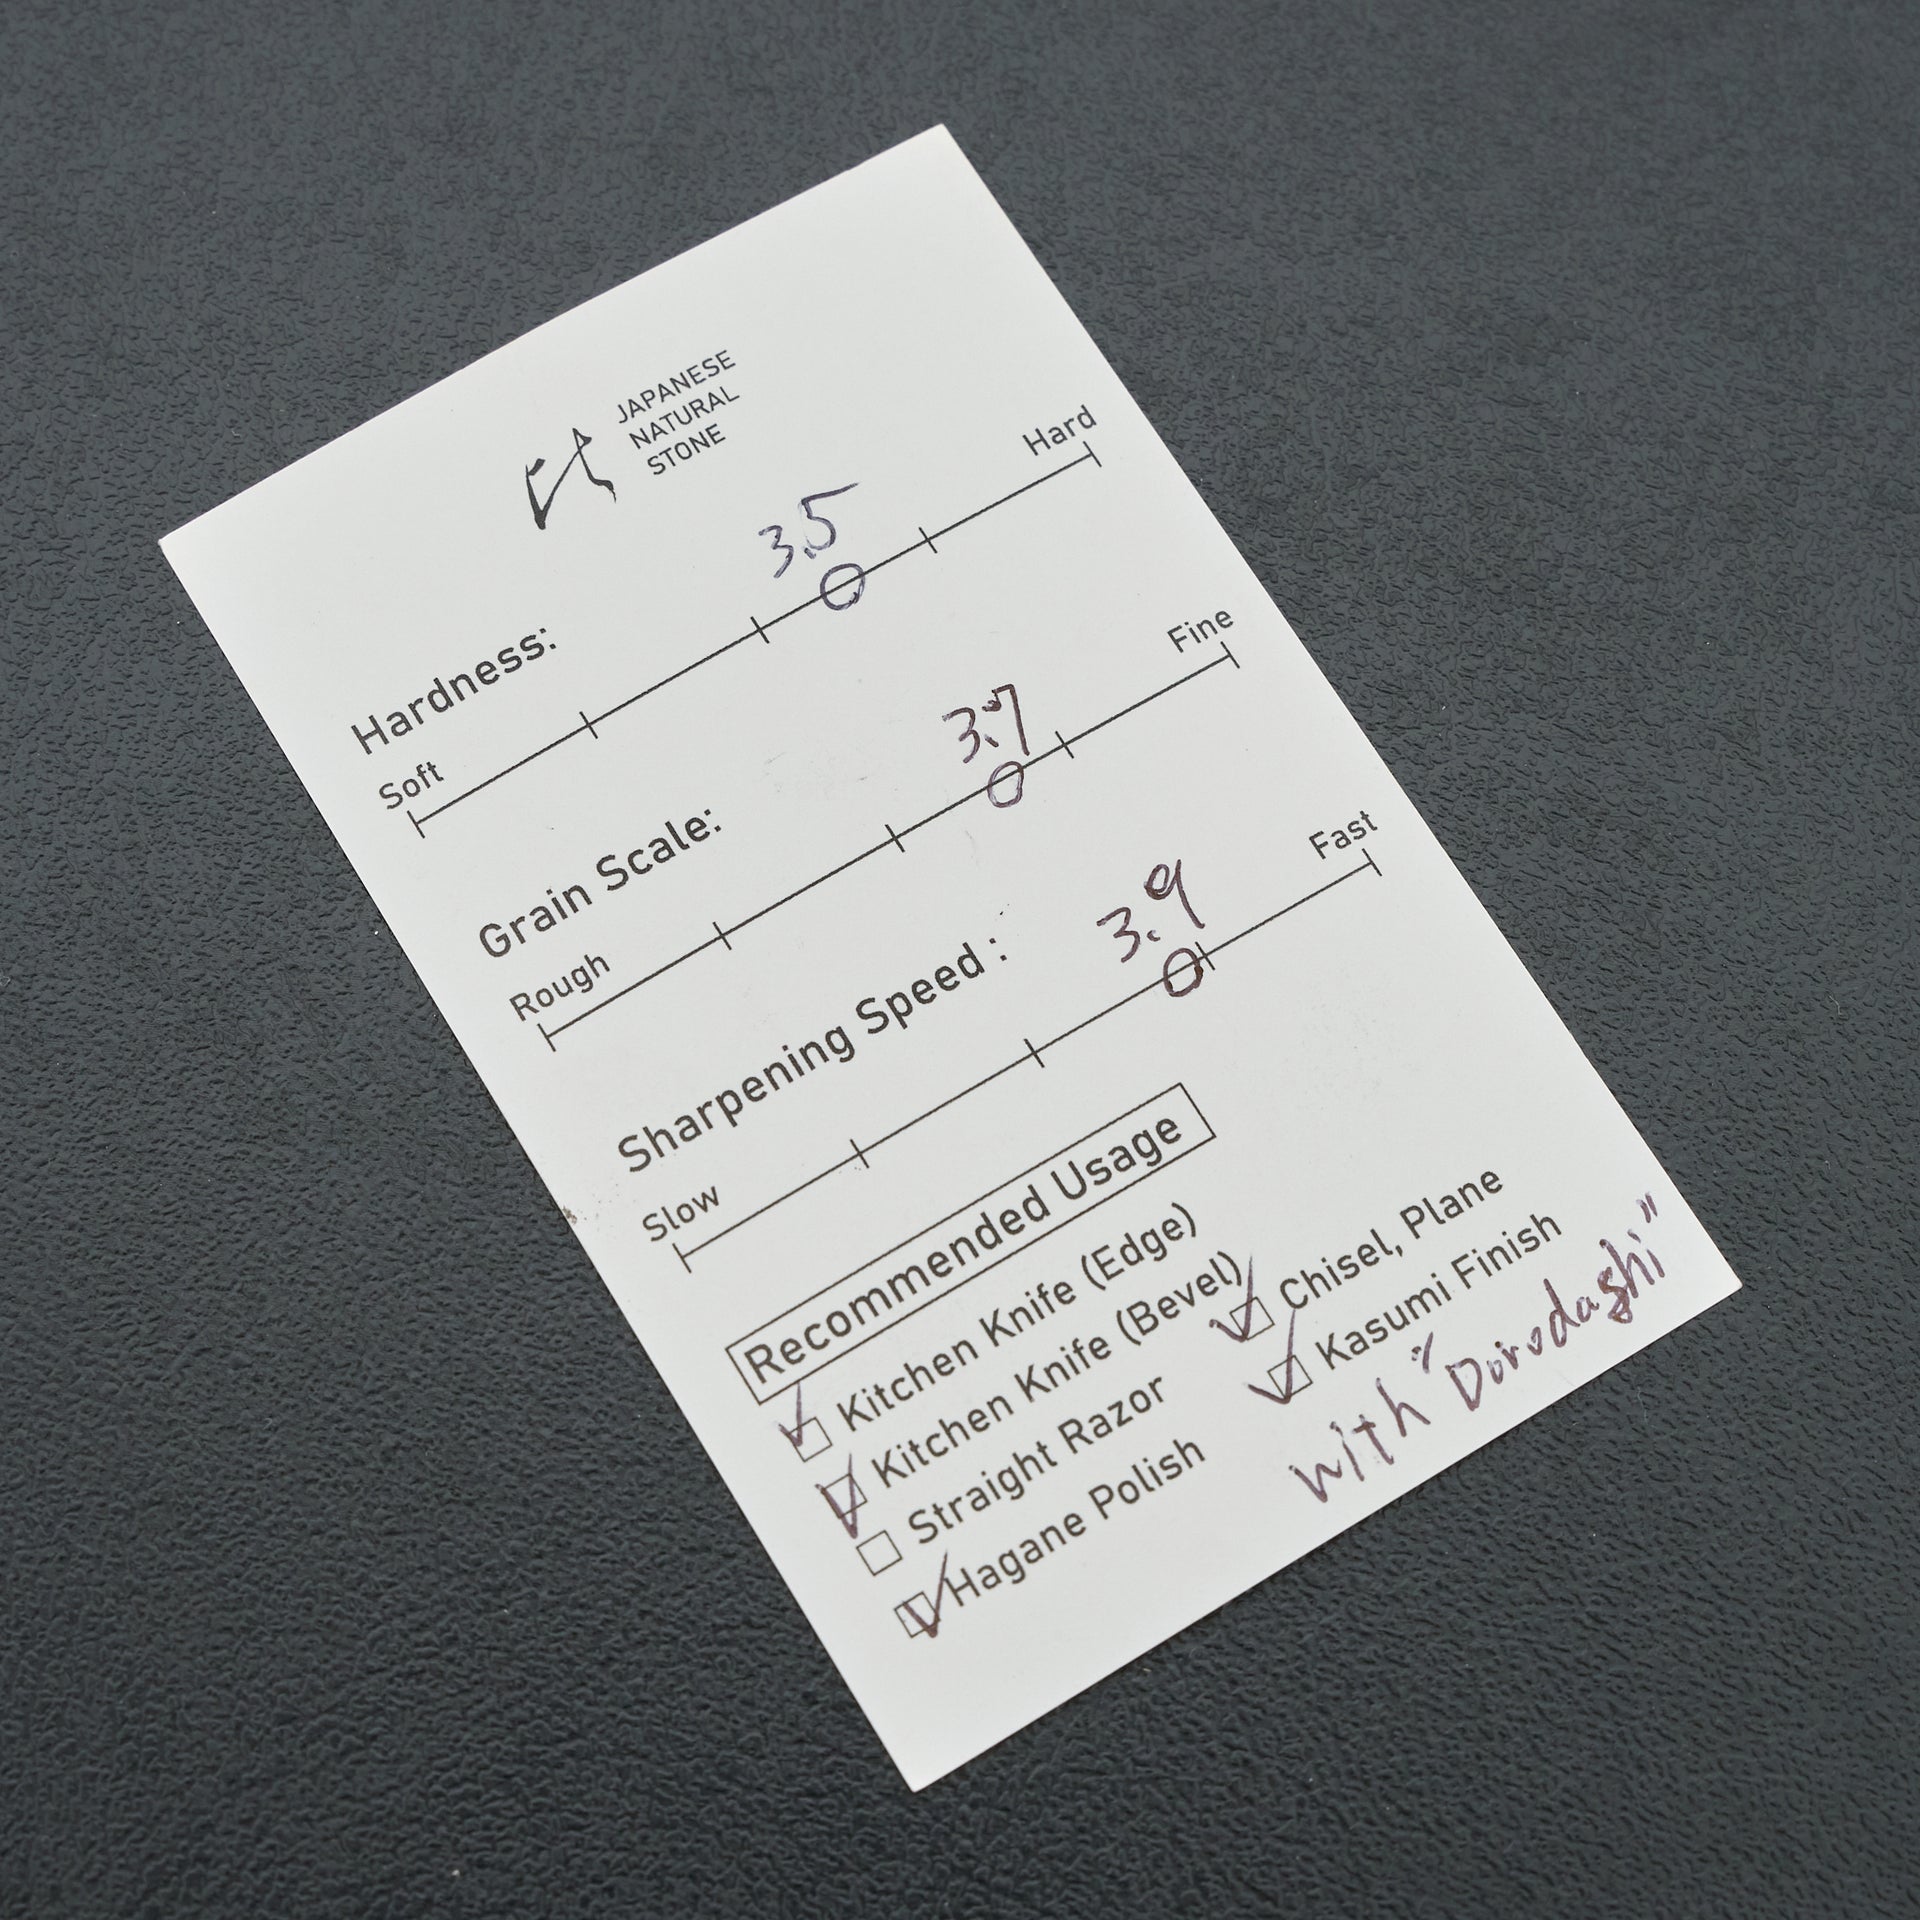 JAPANESE
NATURAL
STONE
Hardness:
3.5
Soft
Hard
Grain Scale:
3.7
Rough
Fine
Sharpening Speed :
3.9
Slow
Fast
Recommended Usage
Kitchen Knife (Edge)
Kitchen Knife (Bevel)
Straight Razor
Hagane Polish
Chisel, Plane
Kasumi Finish
with "Dorodashi"